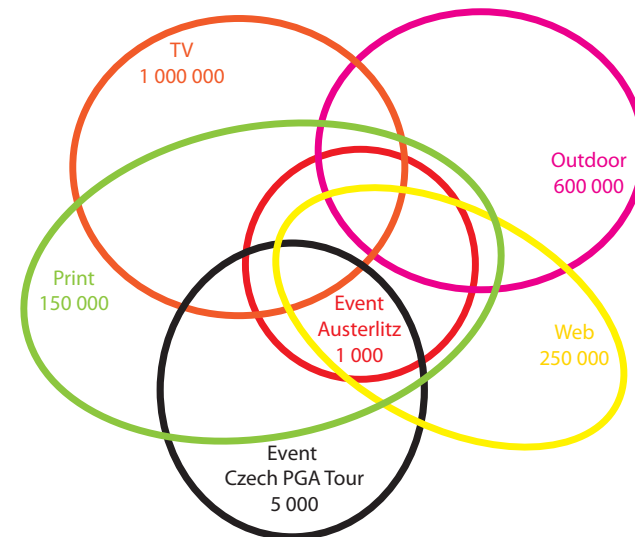 TV
1 000 000
Outdoor
600 000
Print
150 000
Event
Austerlitz
1 000
Web
250 000
Event
Czech PGA Tour
5 000